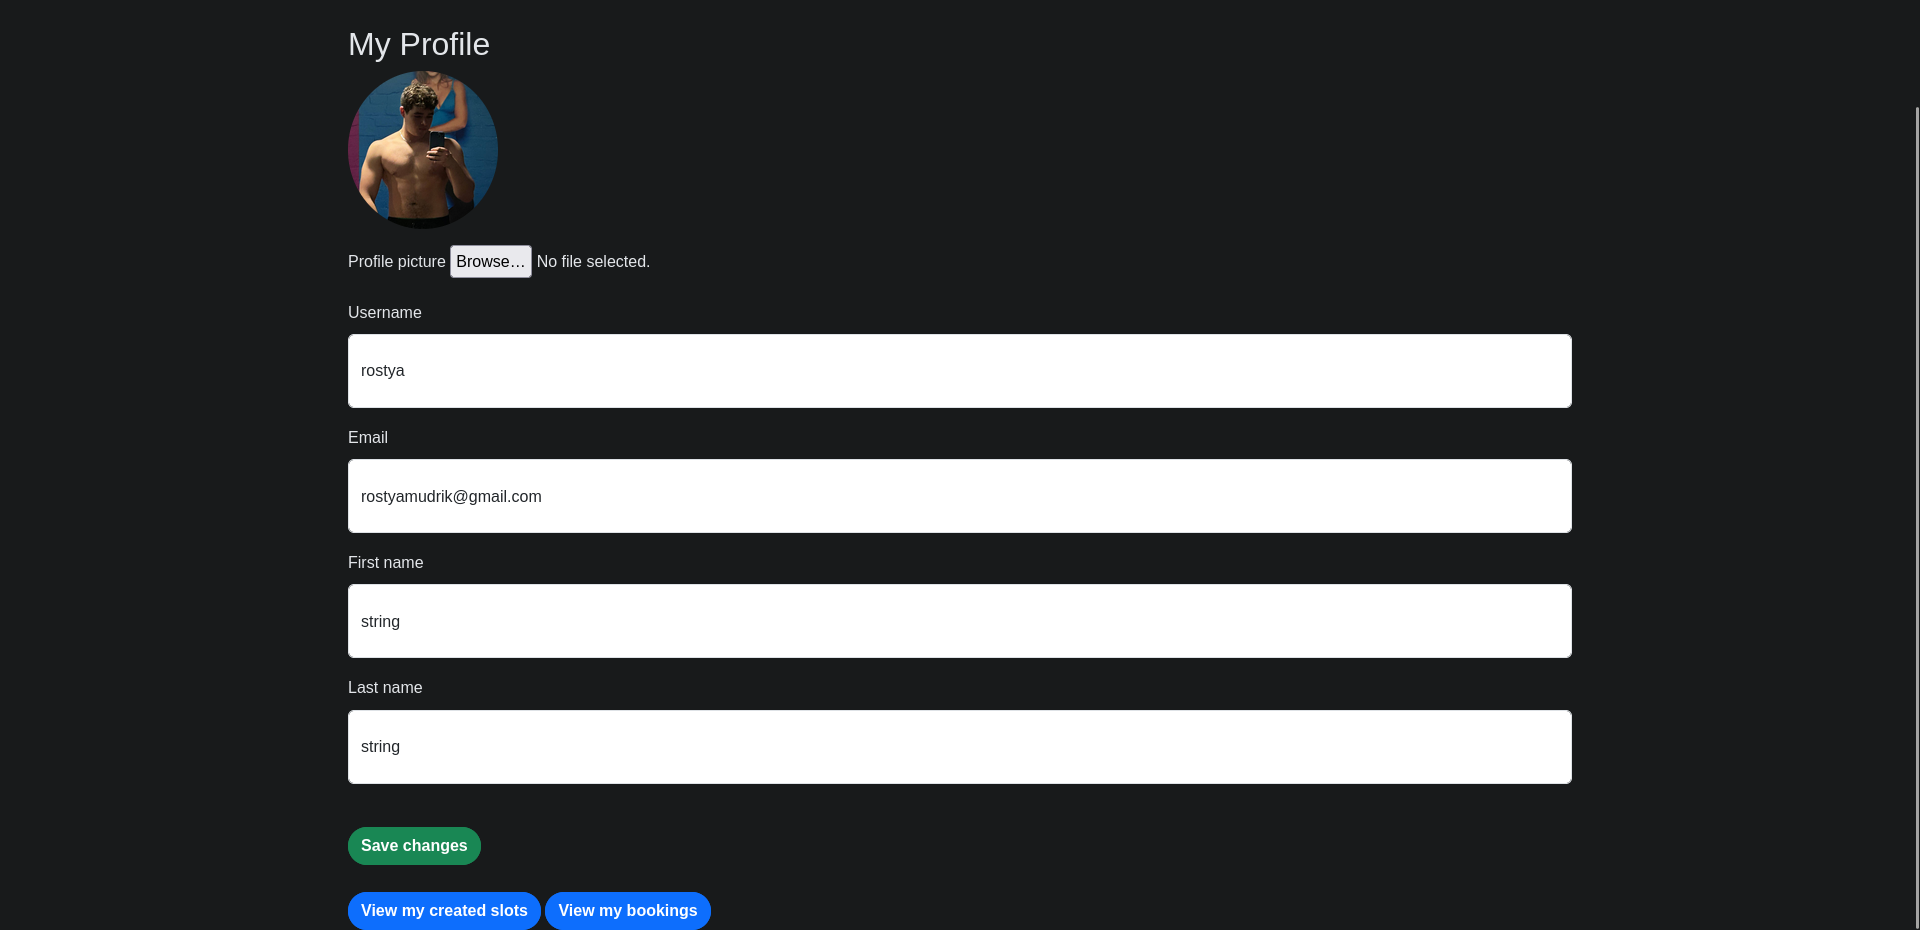 My Profile
Profile picture Browse… No file selected.
Username
rostya
Email
rostyamudrik@gmail.com
First name
string
Last name
string
Save changes
View my created slots View my bookings